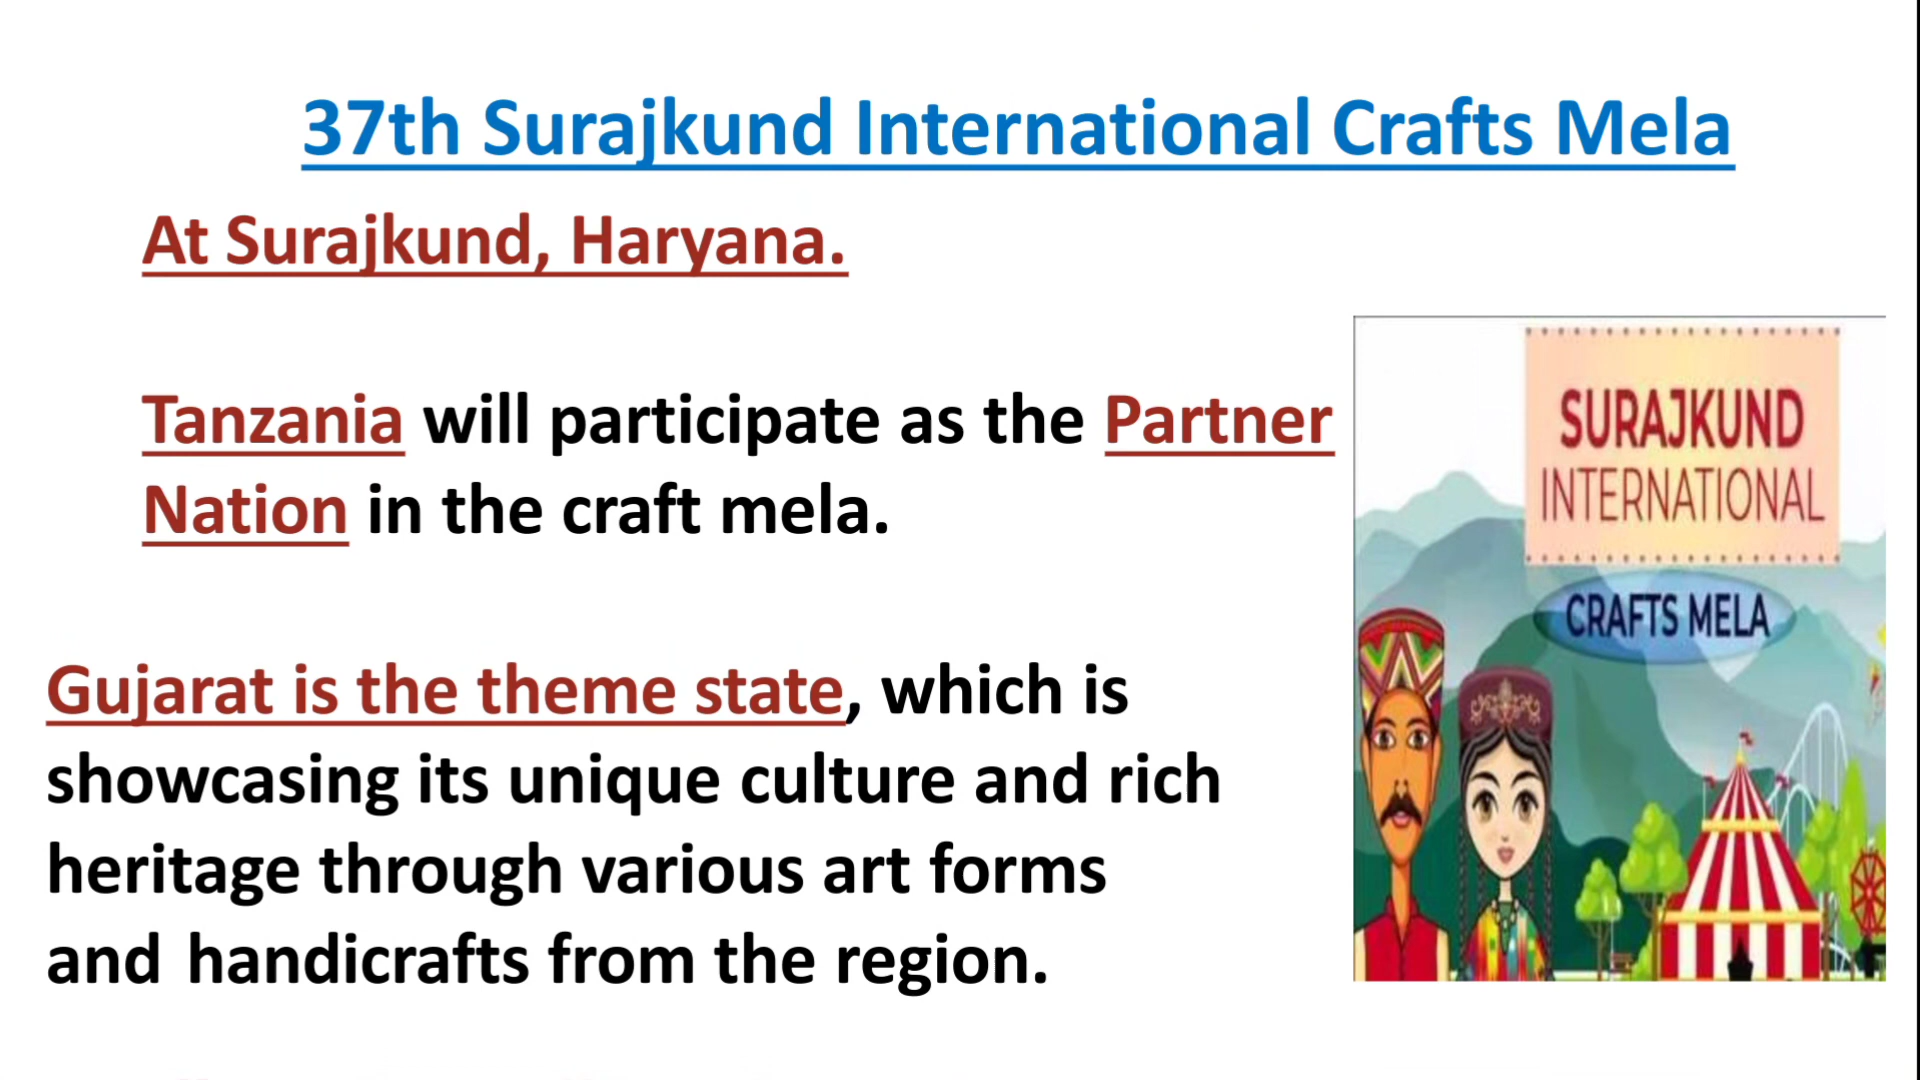 37th Surajkund International Crafts Mela
At Surajkund, Haryana.
Tanzania will participate as the Partner
Nation in the craft mela.
Gujarat is the theme state, which is
showcasing its unique culture and rich
heritage through various art forms
and handicrafts from the region.
SURAJKUND
INTERNATIONAL
CRAFTS MELA